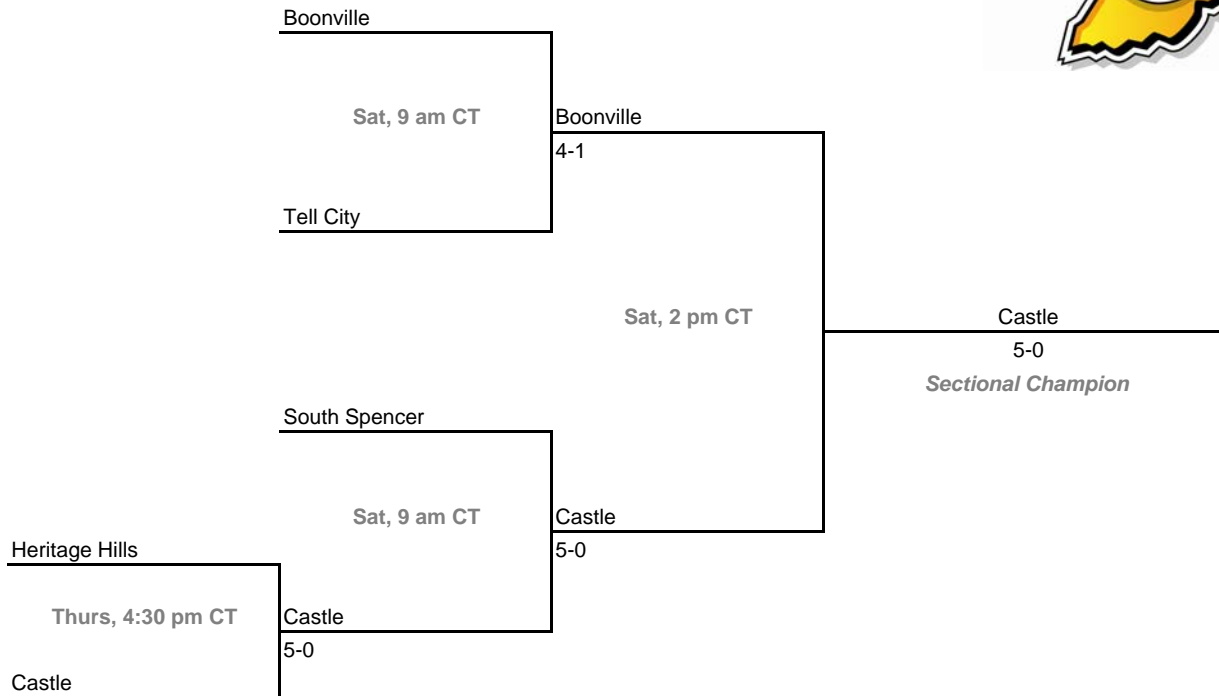 Boonville
Sat, 9 am CT
Boonville
4-1
Tell City
Sat, 2 pm CT
Castle
5-0
Sectional Champion
South Spencer
Sat, 9 am CT
Castle
5-0
Heritage Hills
Thurs, 4:30 pm CT
Castle
5-0
Castle